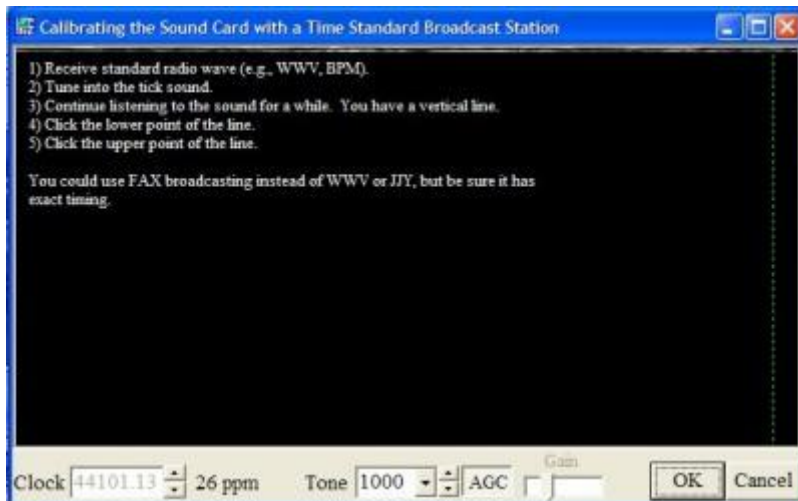 Calibrating the Sound Card with a Time Standard Broadcast Station
1) Receive standard radio wave (e.g., WWV, BPM).
2) Tune into the tick sound.
3) Continue listening to the sound for a while. You have a vertical line.
4) Click the lower point of the line.
5) Click the upper point of the line.
You could use FAX broadcasting instead of WWV or JJY, but be sure it has
exact timing.
Gain
Clock 44101.13 26 ppm Tone 1000 AGC OK Cancel